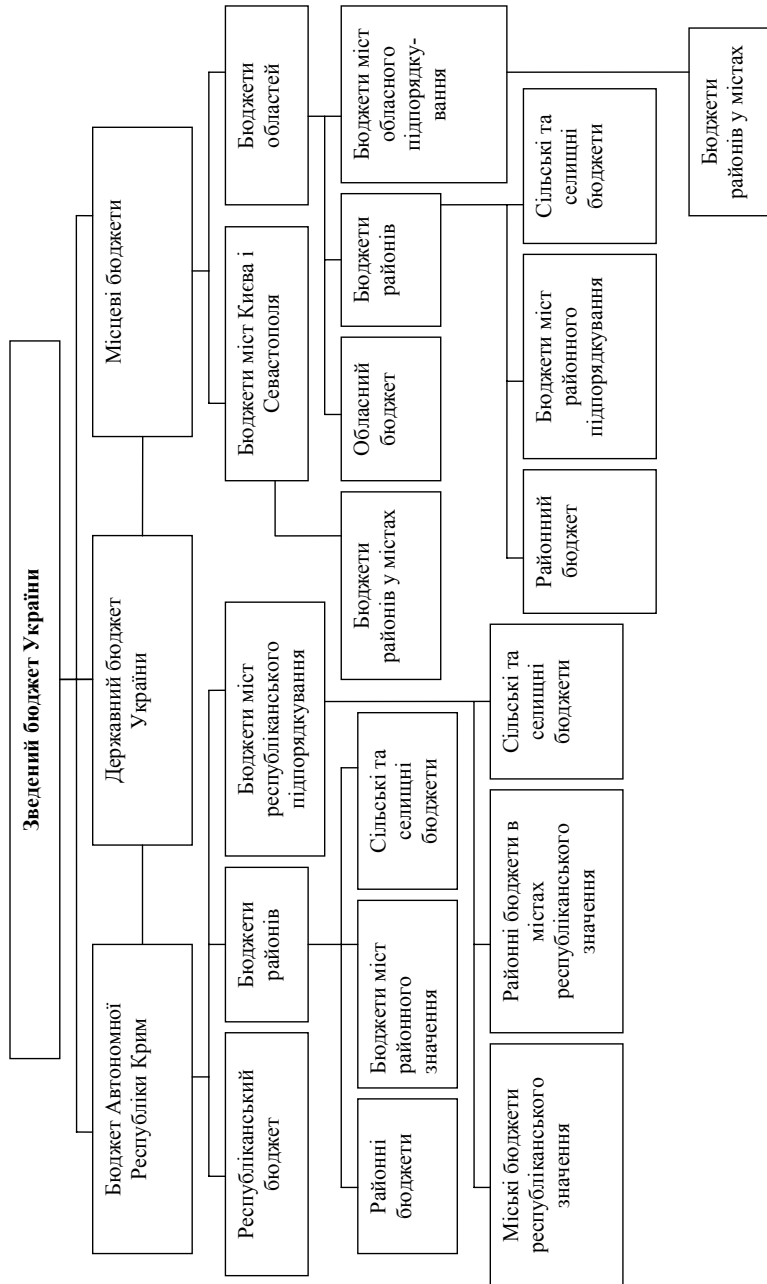 Зведений бюджет України
Бюджет Автономної
Республіки Крим
Державний бюджет
України
Місцеві бюджети
Республіканський
бюджет
Бюджети
районів
Бюджети міст
республіканського
підпорядкування
Бюджети міст Києва і
Севастополя
Бюджети
областей
Районні
бюджети
Бюджети міст
районного
значення
Сільські та
селищні
бюджети
Бюджети
районів у містах
Обласний
бюджет
Бюджети
районів
Бюджети міст
обласного
підпорядку-
вання
Міські бюджети
республіканського
значення
Районні бюджети в
містах
республіканського
значення
Сільські та
селищні
бюджети
Районний
бюджет
Бюджети міст
районного
підпорядкування
Сільські та
селищні
бюджети
Бюджети
районів у містах